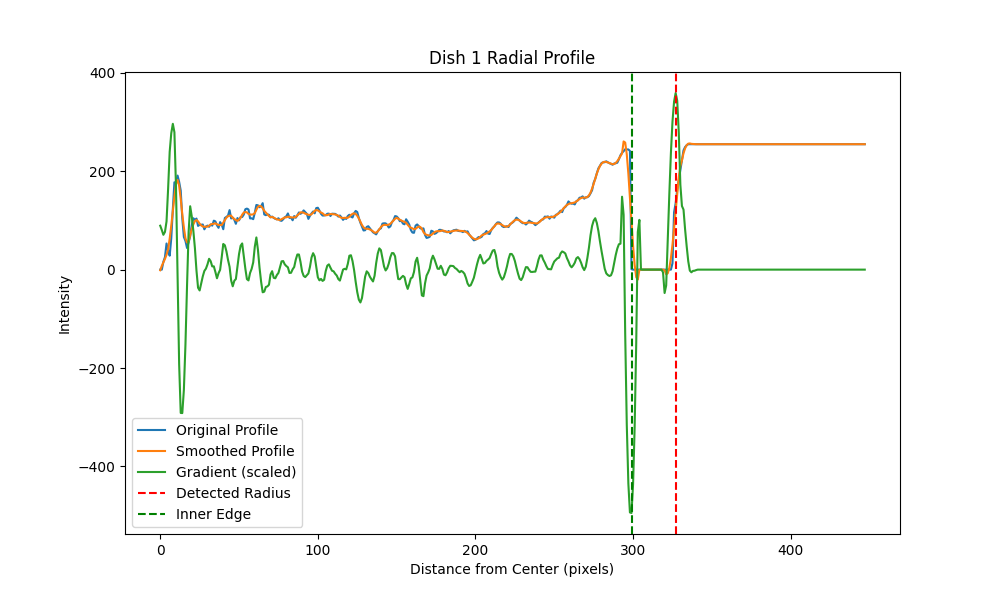 Dish 1 Radial Profile
400
200
0
−200
−400
Intensity
Original Profile
Smoothed Profile
Gradient (scaled)
Detected Radius
Inner Edge
0 100 200 300 400
Distance from Center (pixels)